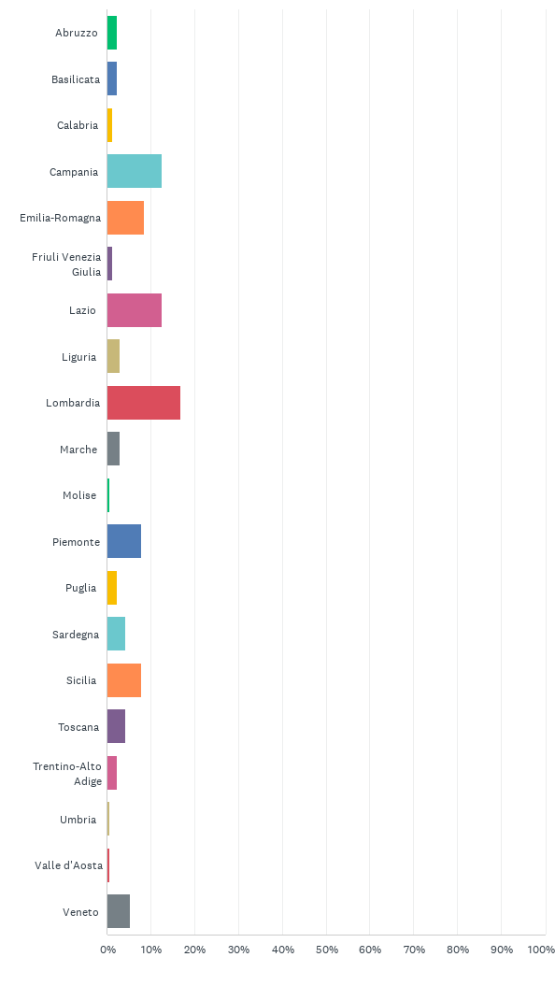 Abruzzo
Basilicata
Calabria
Campania
Emilia-Romagna
Friuli Venezia
Giulia
Lazio
Liguria
Lombardia
Marche
Molise
Piemonte
Puglia
Sardegna
Sicilia
Toscana
Trentino-Alto
Adige
Umbria
Valle d'Aosta
Veneto
0% 10% 20% 30% 40% 50% 60% 70% 80% 90% 100%